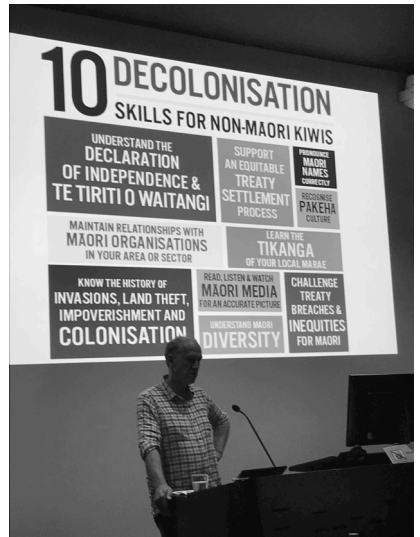 10 DECOLONISATION
SKILLS FOR NON-MAORI KIWIS
UNDERSTAND THE
DECLARATION
OF INDEPENDENCE &
TE TIRITI O WAITANGI
SUPPORT
AN EQUITABLE
TREATY
SETTLEMENT
PROCESS
PRONOUNCE
MAORI
NAMES
CORRECTLY
RECOGNISE
PAKEHA
CULTURE
MAINTAIN RELATIONSHIPS WITH
MAORI ORGANISATIONS
IN YOUR AREA OR SECTOR
LEARN THE
TIKANGA
OF YOUR LOCAL MARAE
KNOW THE HISTORY OF
INVASIONS, LAND THEFT,
IMPOVERISHMENT AND
COLONISATION
READ, LISTEN & WATCH
MAORI MEDIA
FOR AN ACCURATE PICTURE
UNDERSTAND MAORI
DIVERSITY
CHALLENGE
TREATY
BREACHES &
INEQUITIES
FOR MAORI